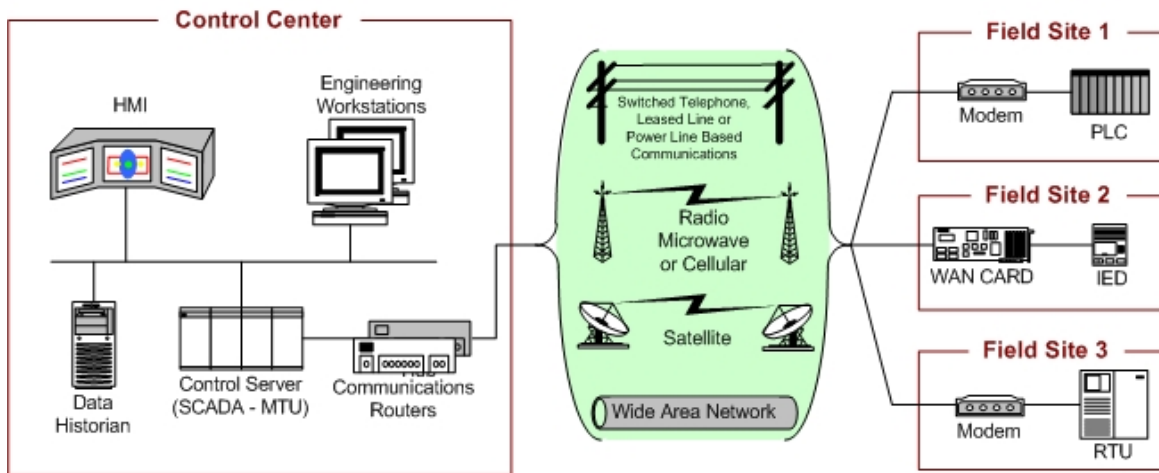 Control Center
HMI
Engineering
Workstations
Data
Historian
Control Server
(SCADA - MTU)
Communications
Routers
Switched Telephone,
Leased Line or
Power Line Based
Communications
Radio
Microwave
or Cellular
Satellite
Wide Area Network
Field Site 1
Modem
PLC
Field Site 2
WAN CARD
IED
Field Site 3
Modem
RTU